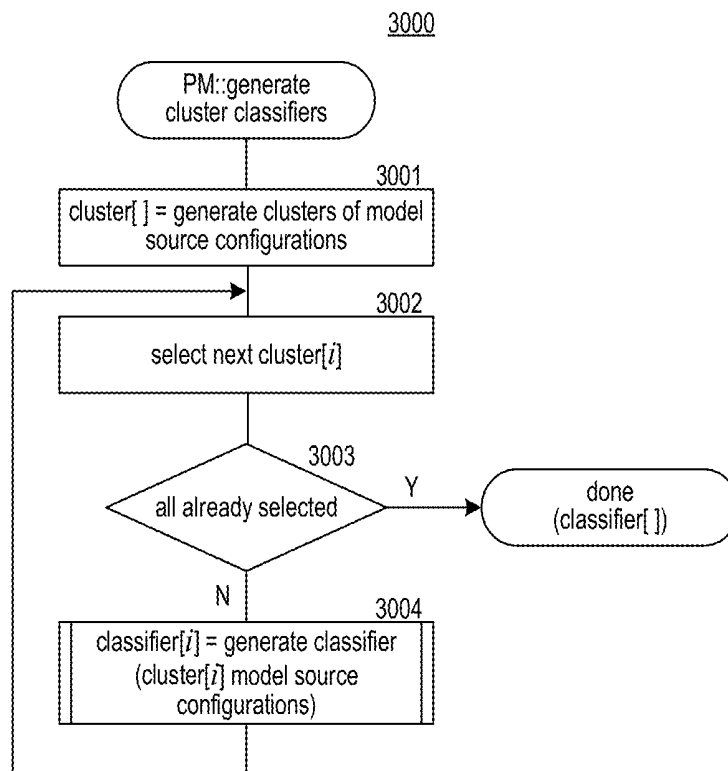 3000
PM::generate
cluster classifiers
3001
cluster[ ] = generate clusters of model
source configurations
3002
select next cluster[i]
3003
all already selected
Y
done
(classifier[ ])
N
3004
classifier[i] = generate classifier
(cluster[i] model source
configurations)